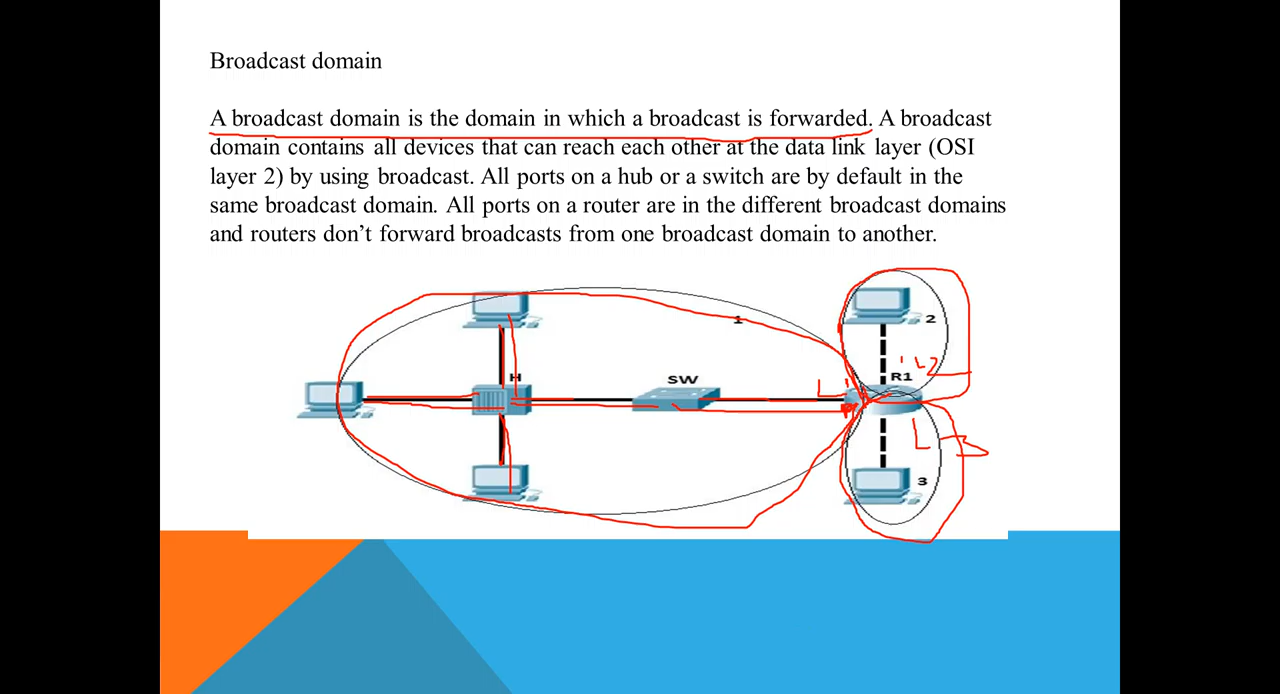 Broadcast domain
A broadcast domain is the domain in which a broadcast is forwarded. A broadcast
domain contains all devices that can reach each other at the data link layer (OSI
layer 2) by using broadcast. All ports on a hub or a switch are by default in the
same broadcast domain. All ports on a router are in the different broadcast domains
and routers don’t forward broadcasts from one broadcast domain to another.
1
2
H
SW
R1
3